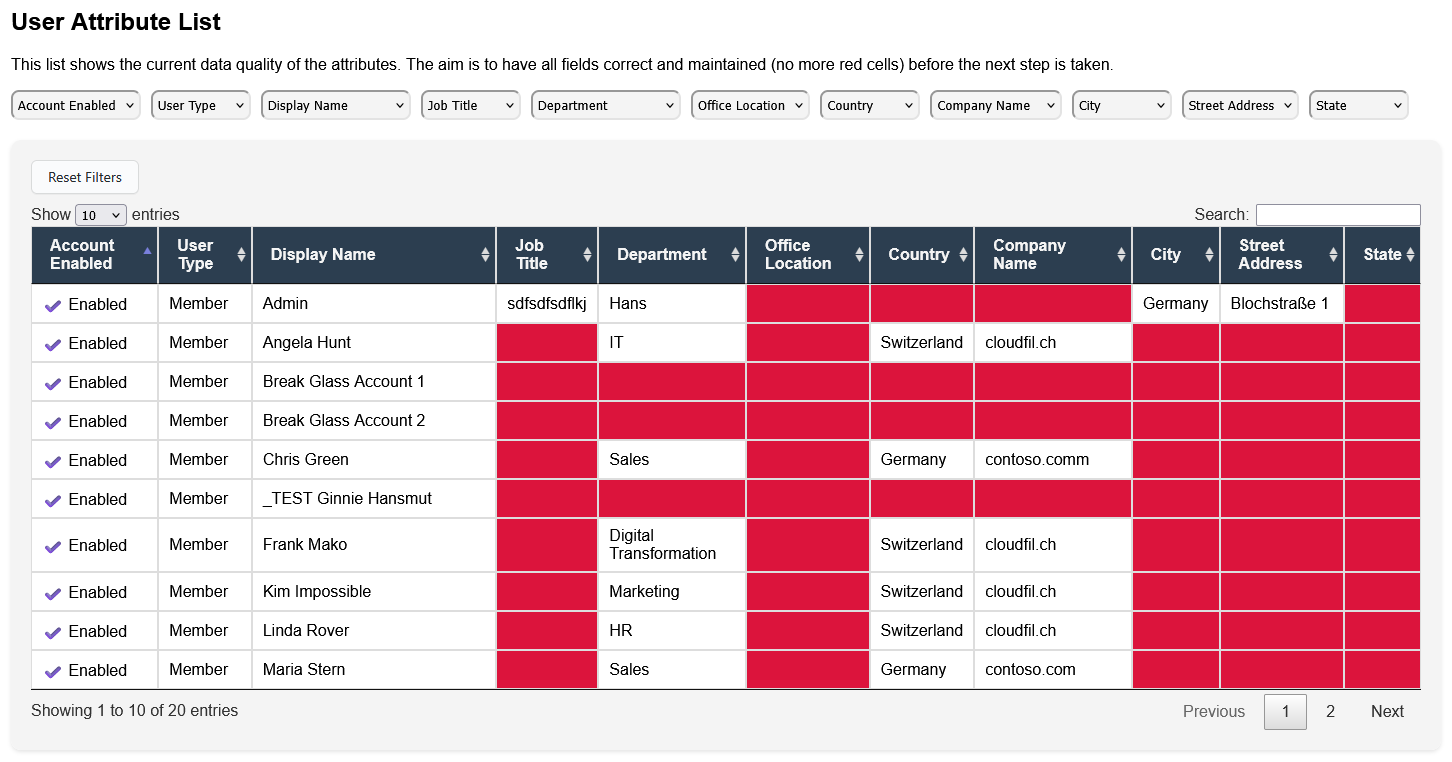 User Attribute List
This list shows the current data quality of the attributes. The aim is to have all fields correct and maintained (no more red cells) before the next step is taken.
Account Enabled User Type Display Name Job Title Department Office Location Country Company Name City Street Address State
Reset Filters
Show 10 entries Search:
Account Enabled User Type Display Name Job Title Department Office Location Country Company Name City Street Address State
Enabled Member Admin sdfsdfsdflkj Hans Germany Blochstraße 1
Enabled Member Angela Hunt IT Switzerland cloudfil.ch
Enabled Member Break Glass Account 1
Enabled Member Break Glass Account 2
Enabled Member Chris Green Sales Germany contoso.comm
Enabled Member _TEST Ginnie Hansmut
Enabled Member Frank Mako Digital Transformation Switzerland cloudfil.ch
Enabled Member Kim Impossible Marketing Switzerland cloudfil.ch
Enabled Member Linda Rover HR Switzerland cloudfil.ch
Enabled Member Maria Stern Sales Germany contoso.com
Showing 1 to 10 of 20 entries Previous 1 2 Next